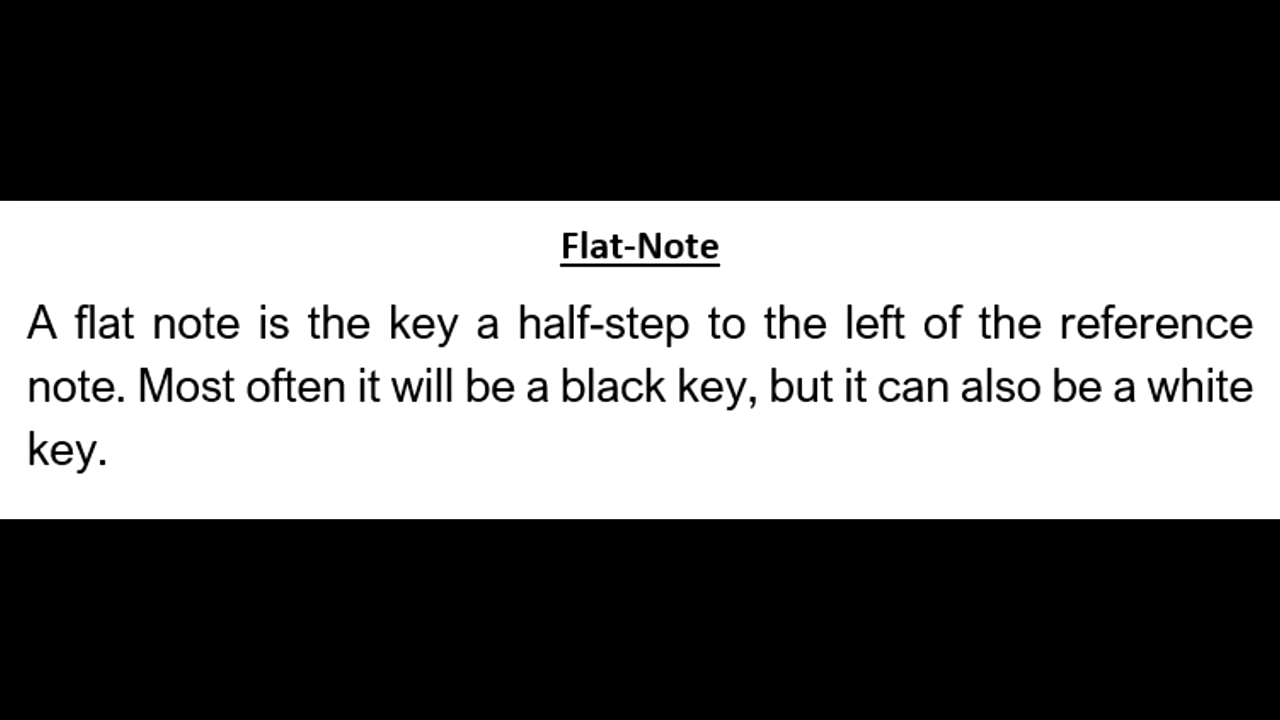 Flat-Note
A flat note is the key a half-step to the left of the reference
note. Most often it will be a black key, but it can also be a white
key.